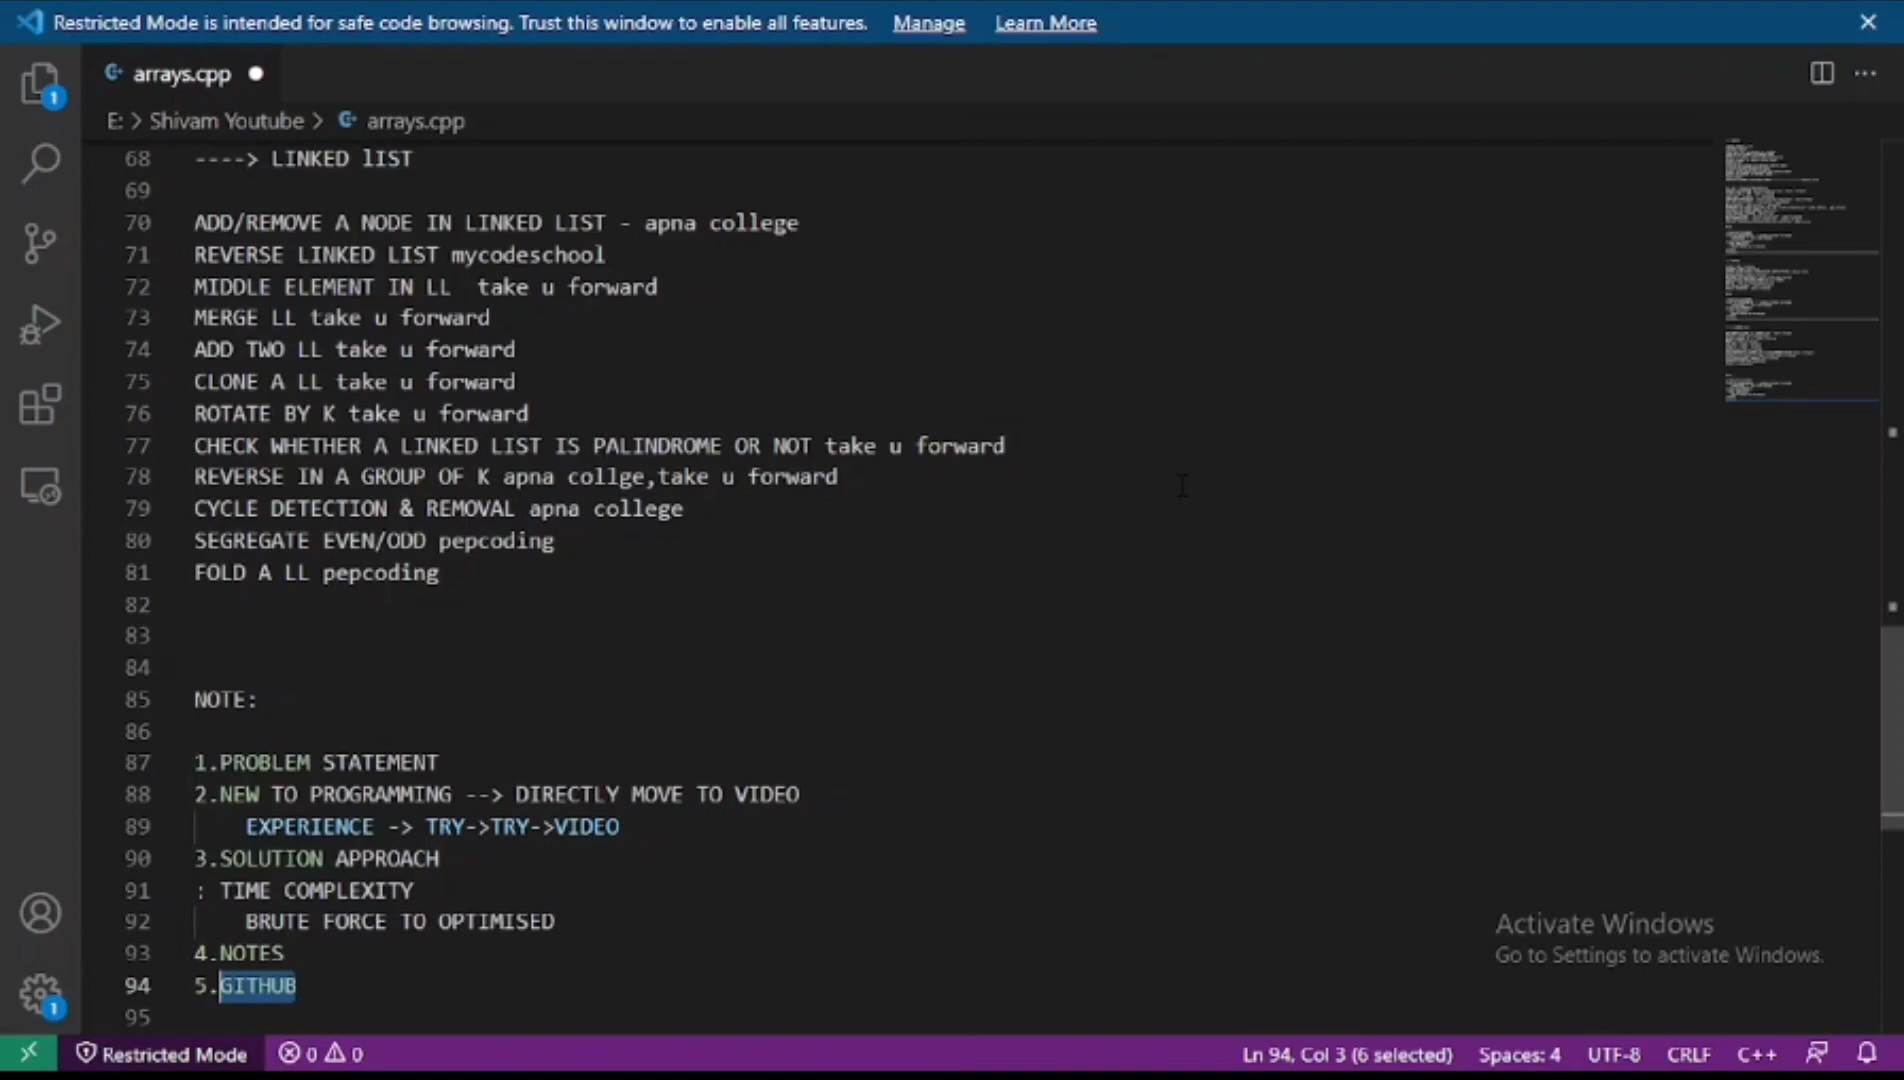 Restricted Mode is intended for safe code browsing. Trust this window to enable all features. Manage Learn More
arrays.cpp
E: > Shivam Youtube > arrays.cpp
68 ----> LINKED lIST
69
70 ADD/REMOVE A NODE IN LINKED LIST - apna college
71 REVERSE LINKED LIST mycodeschool
72 MIDDLE ELEMENT IN LL  take u forward
73 MERGE LL take u forward
74 ADD TWO LL take u forward
75 CLONE A LL take u forward
76 ROTATE BY K take u forward
77 CHECK WHETHER A LINKED LIST IS PALINDROME OR NOT take u forward
78 REVERSE IN A GROUP OF K apna collge,take u forward
79 CYCLE DETECTION & REMOVAL apna college
80 SEGREGATE EVEN/ODD pepcoding
81 FOLD A LL pepcoding
82
83
84
85 NOTE:
86
87 1.PROBLEM STATEMENT
88 2.NEW TO PROGRAMMING --> DIRECTLY MOVE TO VIDEO
89 EXPERIENCE -> TRY->TRY->VIDEO
90 3.SOLUTION APPROACH
91 : TIME COMPLEXITY
92 BRUTE FORCE TO OPTIMISED
93 4.NOTES
94 5.GITHUB
95
Activate Windows
Go to Settings to activate Windows.
1
1
Restricted Mode 0 0 Ln 94, Col 3 (6 selected) Spaces: 4 UTF-8 CRLF C++